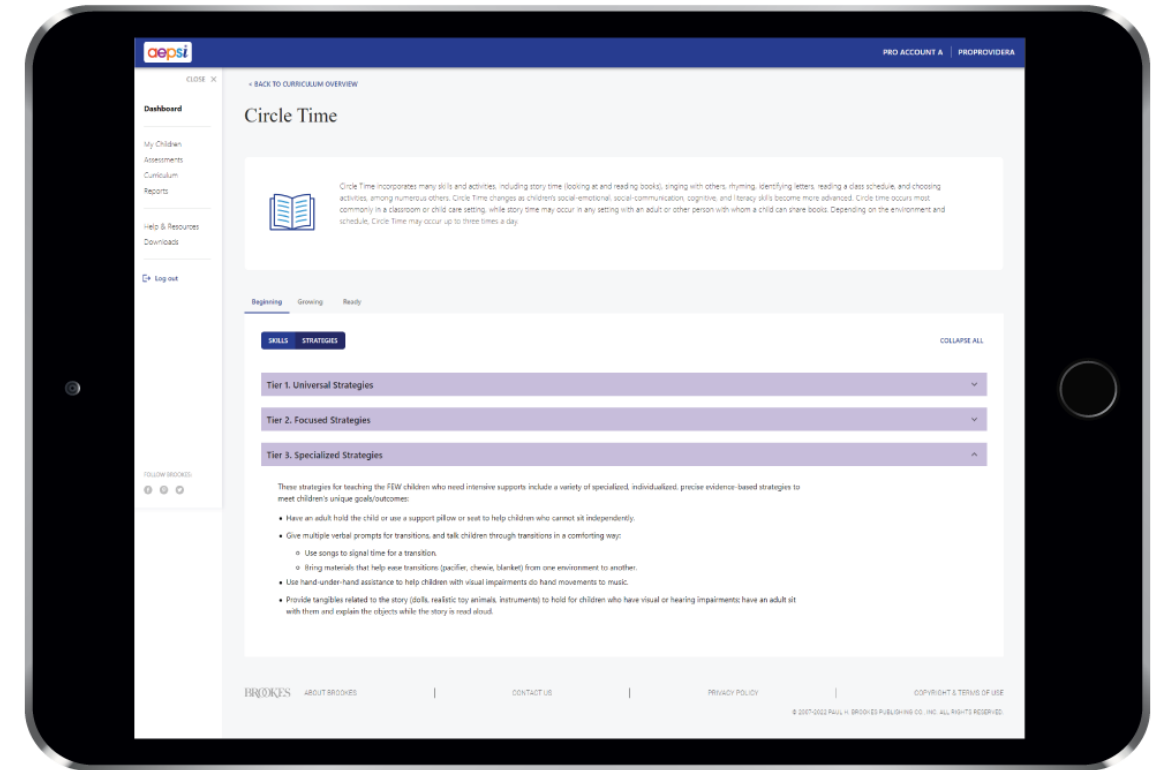 aepsi
PRO ACCOUNT A | PROPROVIDERA
CLOSE ×
Dashboard
My Children
Assessments
Curriculum
Reports
Help & Resources
Downloads
Log out
FOLLOW BROOKES:
< BACK TO CURRICULUM OVERVIEW
Circle Time
Circle Time incorporates many skills and activities, including story time (looking at and reading books), singing with others, rhyming, identifying letters, reading a class schedule, and choosing
activities, among numerous others. Circle Time changes as children's social-emotional, social-communication, cognitive, and literacy skills become more advanced. Circle time occurs most
commonly in a classroom or child care setting, while story time may occur in any setting with an adult or other person with whom a child can share books. Depending on the environment and
schedule, Circle Time may occur up to three times a day.
Beginning Growing Ready
SKILLS STRATEGIES
COLLAPSE ALL
Tier 1. Universal Strategies
Tier 2. Focused Strategies
Tier 3. Specialized Strategies
These strategies for teaching the FEW children who need intensive supports include a variety of specialized, individualized, precise evidence-based strategies to
meet children's unique goals/outcomes:
• Have an adult hold the child or use a support pillow or seat to help children who cannot sit independently.
• Give multiple verbal prompts for transitions, and talk children through transitions in a comforting way:
o Use songs to signal time for a transition.
o Bring materials that help ease transitions (pacifier, chewie, blanket) from one environment to another.
• Use hand-under-hand assistance to help children with visual impairments do hand movements to music.
• Provide tangibles related to the story (dolls, realistic toy animals, instruments) to hold for children who have visual or hearing impairments; have an adult sit
with them and explain the objects while the story is read aloud.
BROOKES ABOUT BROOKES | CONTACT US | PRIVACY POLICY | COPYRIGHT & TERMS OF USE
© 2007-2022 PAUL H. BROOKES PUBLISHING CO., INC. ALL RIGHTS RESERVED.